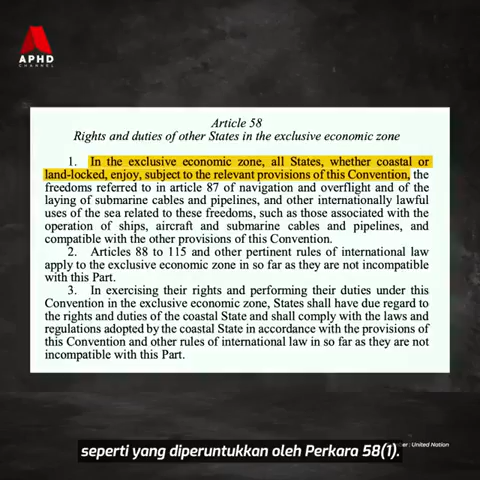 APHD
CHANNEL
Article 58
Rights and duties of other States in the exclusive economic zone
1. In the exclusive economic zone, all States, whether coastal or
land-locked, enjoy, subject to the relevant provisions of this Convention, the
freedoms referred to in article 87 of navigation and overflight and of the
laying of submarine cables and pipelines, and other internationally lawful
uses of the sea related to these freedoms, such as those associated with the
operation of ships, aircraft and submarine cables and pipelines, and
compatible with the other provisions of this Convention.
2. Articles 88 to 115 and other pertinent rules of international law
apply to the exclusive economic zone in so far as they are not incompatible
with this Part.
3. In exercising their rights and performing their duties under this
Convention in the exclusive economic zone, States shall have due regard to
the rights and duties of the coastal State and shall comply with the laws and
regulations adopted by the coastal State in accordance with the provisions of
this Convention and other rules of international law in so far as they are not
incompatible with this Part.
: United Nation
seperti yang diperuntukkan oleh Perkara 58(1).